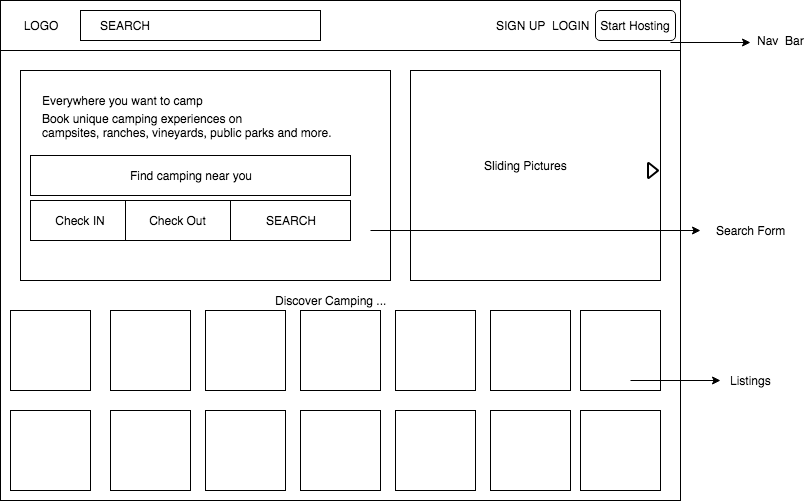 LOGO
SEARCH
SIGN UP LOGIN
Start Hosting
Nav Bar
Everywhere you want to camp
Book unique camping experiences on
campsites, ranches, vineyards, public parks and more.
Find camping near you
Check IN
Check Out
SEARCH
Sliding Pictures
Search Form
Discover Camping ...
Listings